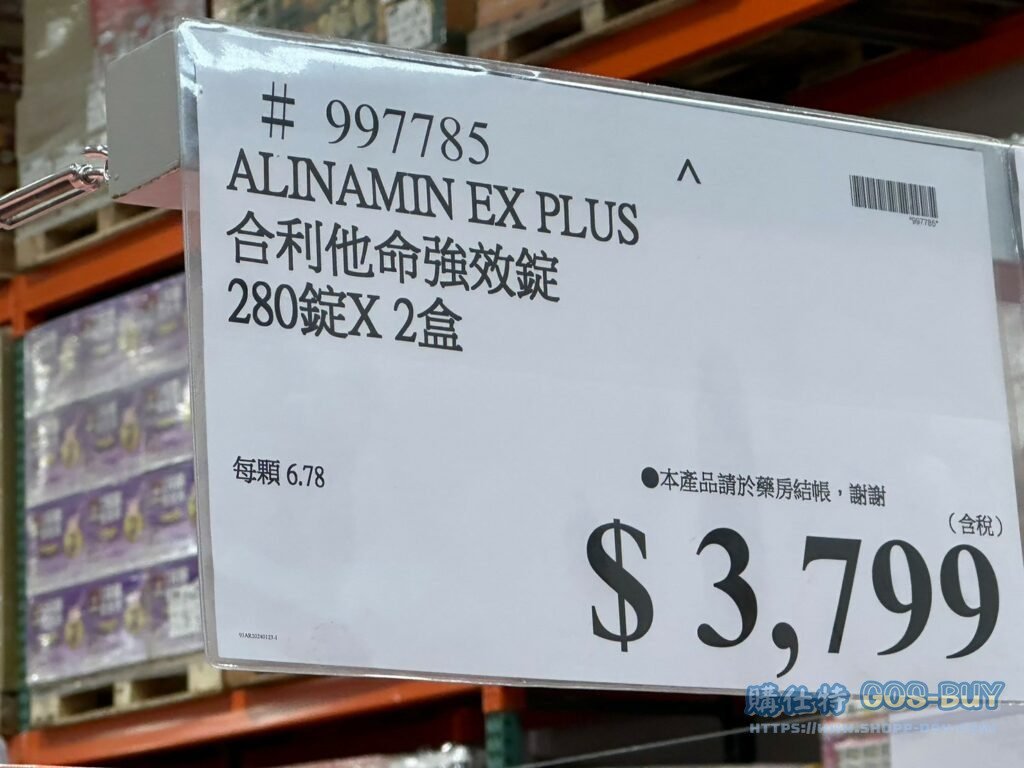 # 997785
^
ALINAMIN EX PLUS
合利他命強效錠
280錠X 2盒
*997785*
每顆 6.78
●本產品請於藥房結帳，謝謝
（含稅）
$ 3,799
購仕特 COS-BUY